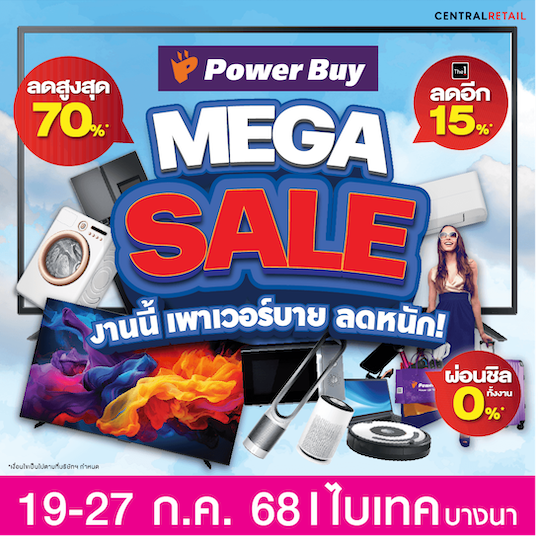 CENTRALRETAIL
Power Buy
ลดสูงสุด
70%*
The1
ลดอีก
15%*
MEGA
SALE
งานนี้ เพาเวอร์บาย ลดหนัก!
Power
ผ่อนชิล
ทั้งงาน
0%*
*เงื่อนไขเป็นไปตามที่บริษัทฯ กำหนด
19-27 ก.ค. 68 | ไบเทค บางนา